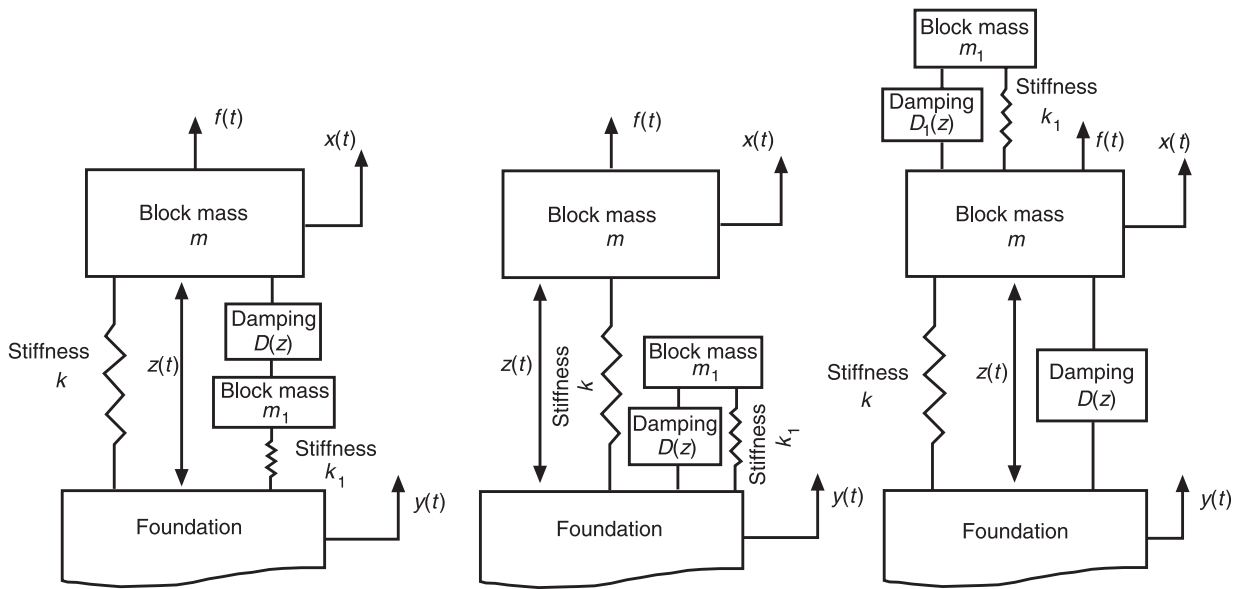 f(t)
x(t)
Block mass
m
Damping
D(z)
Stiffness
k
z(t)
Block mass
m1
Stiffness
k1
y(t)
Foundation
f(t)
x(t)
Block mass
m
z(t)
Stiffness
k
Block mass
m1
Damping
D(z)
Stiffness
k1
y(t)
Foundation
Block mass
m1
Stiffness
k1
Damping
D1(z)
f(t)
x(t)
Block mass
m
Stiffness
k
z(t)
Damping
D(z)
y(t)
Foundation